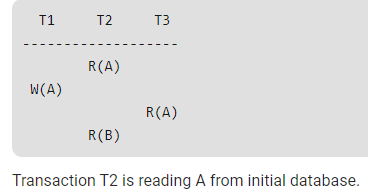 T1 T2 T3
-------------------
R(A)
W(A)
R(A)
R(B)
Transaction T2 is reading A from initial database.